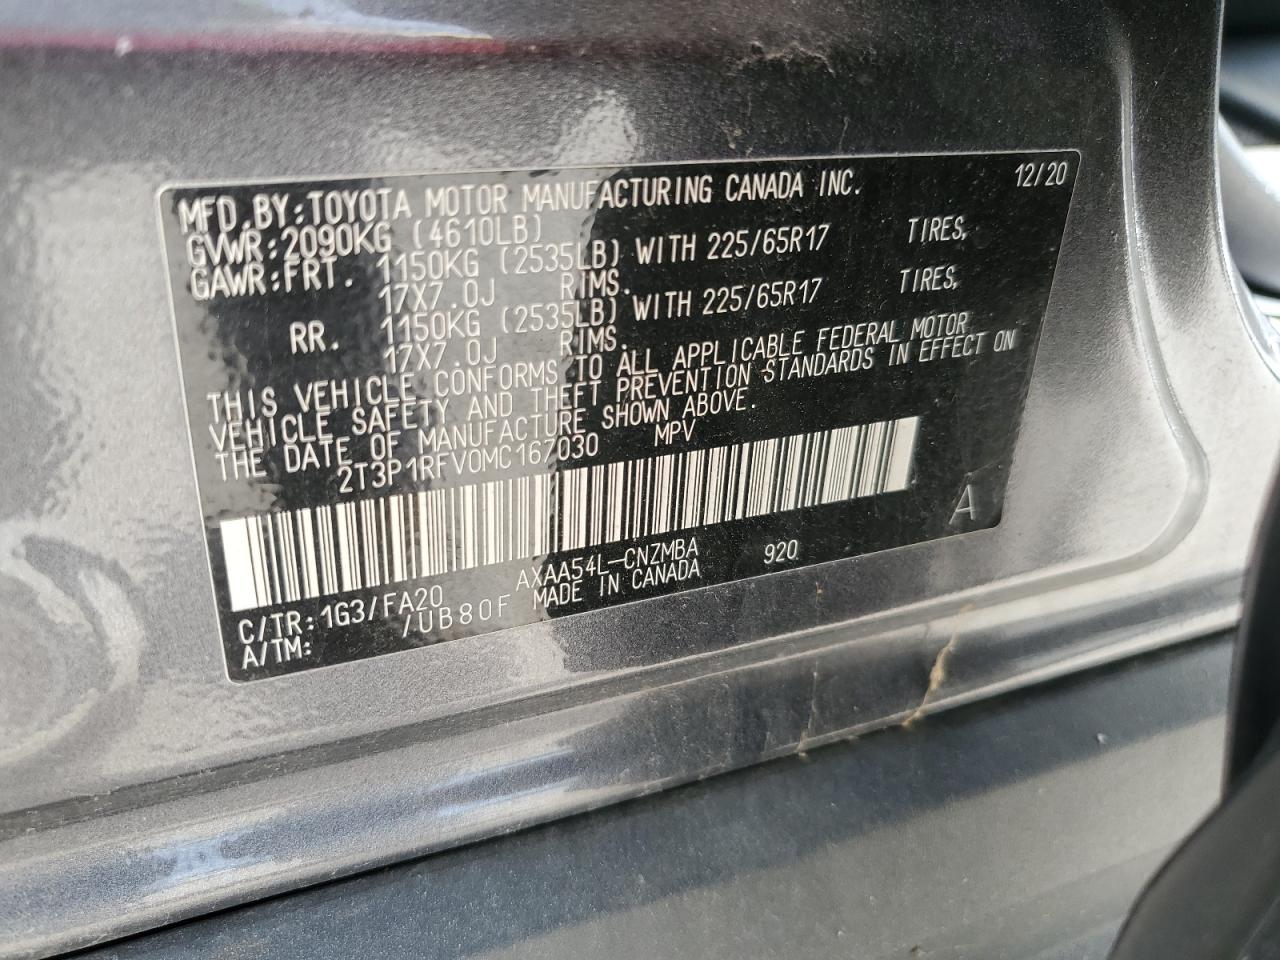 12/20
MFD.BY:TOYOTA MOTOR MANUFACTURING CANADA INC.
GVWR:2090KG (4610LB)
GAWR:FRT. 1150KG (2535LB) WITH 225/65R17 TIRES,
17X7.0J RIMS.
RR. 1150KG (2535LB) WITH 225/65R17 TIRES,
17X7.0J RIMS.
THIS VEHICLE CONFORMS TO ALL APPLICABLE FEDERAL MOTOR
VEHICLE SAFETY AND THEFT PREVENTION STANDARDS IN EFFECT ON
THE DATE OF MANUFACTURE SHOWN ABOVE.
2T3P1RFV0MC167030 MPV
A
C/TR:1G3/FA20 AXAA54L-CNZMBA 920
A/TM: /UB80F MADE IN CANADA